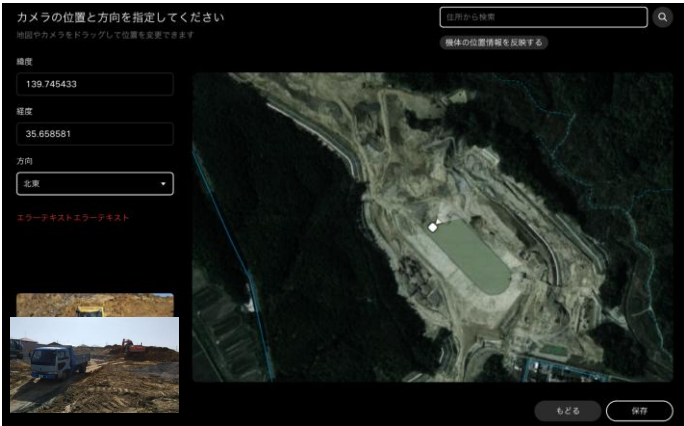 カメラの位置と方向を指定してください
地図やカメラをドラッグして位置を変更できます
住所から検索
機体の位置情報を反映する
緯度
139.745433
経度
35.658581
方向
北東
エラーテキストエラーテキスト
もどる
保存